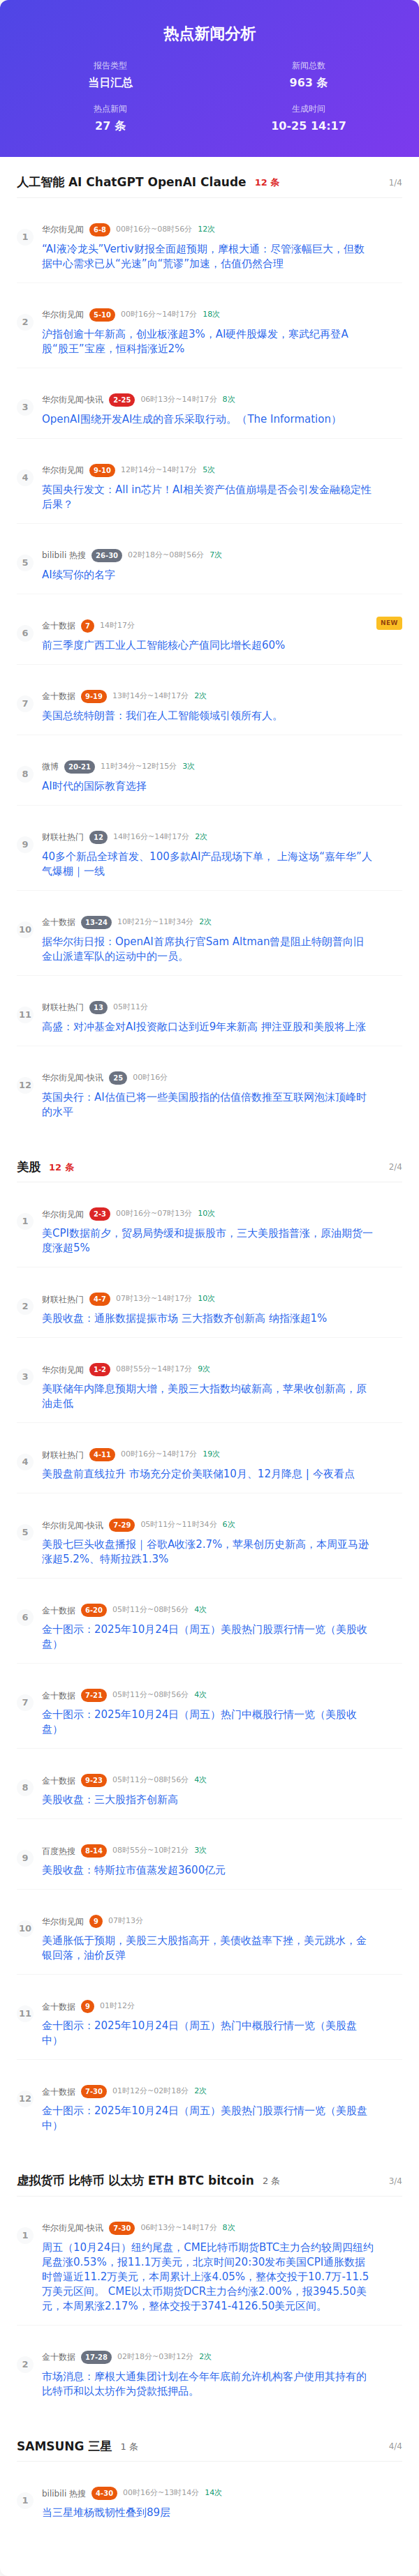 热点新闻分析
报告类型
新闻总数
当日汇总
963 条
热点新闻
生成时间
27 条
10-25 14:17
人工智能 AI ChatGPT OpenAI Claude 12 条 1/4
1
华尔街见闻 6-8 00时16分~08时56分 12次
“AI液冷龙头”Vertiv财报全面超预期，摩根大通：尽管涨幅巨大，但数
据中心需求已从“光速”向“荒谬”加速，估值仍然合理
2
华尔街见闻 5-10 00时16分~14时17分 18次
沪指创逾十年新高，创业板涨超3%，AI硬件股爆发，寒武纪再登A
股“股王”宝座，恒科指涨近2%
3
华尔街见闻-快讯 2-25 06时13分~14时17分 8次
OpenAI围绕开发AI生成的音乐采取行动。（The Information）
4
华尔街见闻 9-10 12时14分~14时17分 5次
英国央行发文：All in芯片！AI相关资产估值崩塌是否会引发金融稳定性
后果？
5
bilibili 热搜 26-30 02时18分~08时56分 7次
AI续写你的名字
6
金十数据 7 14时17分 NEW
前三季度广西工业人工智能核心产值同比增长超60%
7
金十数据 9-19 13时14分~14时17分 2次
美国总统特朗普：我们在人工智能领域引领所有人。
8
微博 20-21 11时34分~12时15分 3次
AI时代的国际教育选择
9
财联社热门 12 14时16分~14时17分 2次
40多个新品全球首发、100多款AI产品现场下单， 上海这场“嘉年华”人
气爆棚｜一线
10
金十数据 13-24 10时21分~11时34分 2次
据华尔街日报：OpenAI首席执行官Sam Altman曾是阻止特朗普向旧
金山派遣军队的运动中的一员。
11
财联社热门 13 05时11分
高盛：对冲基金对AI投资敞口达到近9年来新高 押注亚股和美股将上涨
12
华尔街见闻-快讯 25 00时16分
英国央行：AI估值已将一些美国股指的估值倍数推至互联网泡沫顶峰时
的水平
美股 12 条 2/4
1
华尔街见闻 2-3 00时16分~07时13分 10次
美CPI数据前夕，贸易局势缓和提振股市，三大美股指普涨，原油期货一
度涨超5%
2
财联社热门 4-7 07时13分~14时17分 10次
美股收盘：通胀数据提振市场 三大指数齐创新高 纳指涨超1%
3
华尔街见闻 1-2 08时55分~14时17分 9次
美联储年内降息预期大增，美股三大指数均破新高，苹果收创新高，原
油走低
4
财联社热门 4-11 00时16分~14时17分 19次
美股盘前直线拉升 市场充分定价美联储10月、12月降息 | 今夜看点
5
华尔街见闻-快讯 7-29 05时11分~11时34分 6次
美股七巨头收盘播报｜谷歌A收涨2.7%，苹果创历史新高，本周亚马逊
涨超5.2%、特斯拉跌1.3%
6
金十数据 6-20 05时11分~08时56分 4次
金十图示：2025年10月24日（周五）美股热门股票行情一览（美股收
盘）
7
金十数据 7-21 05时11分~08时56分 4次
金十图示：2025年10月24日（周五）热门中概股行情一览（美股收
盘）
8
金十数据 9-23 05时11分~08时56分 4次
美股收盘：三大股指齐创新高
9
百度热搜 8-14 08时55分~10时21分 3次
美股收盘：特斯拉市值蒸发超3600亿元
10
华尔街见闻 9 07时13分
美通胀低于预期，美股三大股指高开，美债收益率下挫，美元跳水，金
银回落，油价反弹
11
金十数据 9 01时12分
金十图示：2025年10月24日（周五）热门中概股行情一览（美股盘
中）
12
金十数据 7-30 01时12分~02时18分 2次
金十图示：2025年10月24日（周五）美股热门股票行情一览（美股盘
中）
虚拟货币 比特币 以太坊 ETH BTC bitcoin 2 条 3/4
1
华尔街见闻-快讯 7-30 06时13分~14时17分 8次
周五（10月24日）纽约尾盘，CME比特币期货BTC主力合约较周四纽约
尾盘涨0.53%，报11.1万美元，北京时间20:30发布美国CPI通胀数据
时曾逼近11.2万美元，本周累计上涨4.05%，整体交投于10.7万-11.5
万美元区间。 CME以太币期货DCR主力合约涨2.00%，报3945.50美
元，本周累涨2.17%，整体交投于3741-4126.50美元区间。
2
金十数据 17-28 02时18分~03时12分 2次
市场消息：摩根大通集团计划在今年年底前允许机构客户使用其持有的
比特币和以太坊作为贷款抵押品。
SAMSUNG 三星 1 条 4/4
1
bilibili 热搜 4-30 00时16分~13时14分 14次
当三星堆杨戬韧性叠到89层